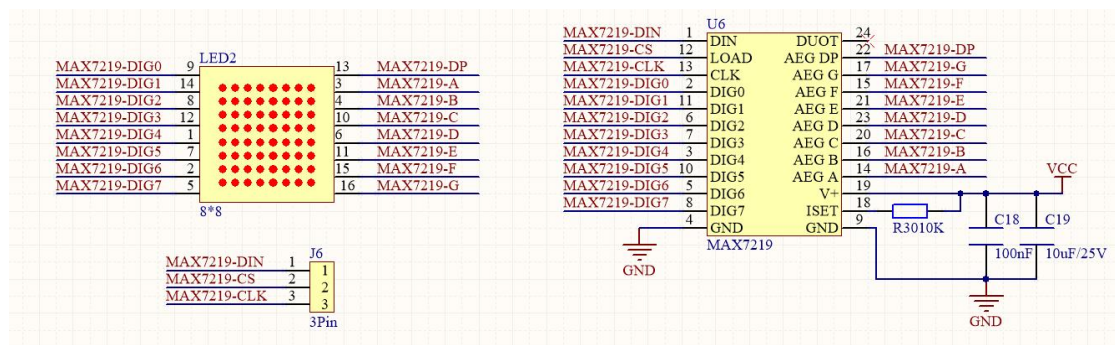 LED2
MAX7219-DIG0 9 13 MAX7219-DP
MAX7219-DIG1 14 3 MAX7219-A
MAX7219-DIG2 8 4 MAX7219-B
MAX7219-DIG3 12 10 MAX7219-C
MAX7219-DIG4 1 6 MAX7219-D
MAX7219-DIG5 7 11 MAX7219-E
MAX7219-DIG6 2 15 MAX7219-F
MAX7219-DIG7 5 16 MAX7219-G
8*8
J6
MAX7219-DIN 1 1
MAX7219-CS 2 2
MAX7219-CLK 3 3
3Pin
U6
MAX7219-DIN 1 DIN DUOT 24
MAX7219-CS 12 LOAD AEG DP 22 MAX7219-DP
MAX7219-CLK 13 CLK AEG G 17 MAX7219-G
MAX7219-DIG0 2 DIG0 AEG F 15 MAX7219-F
MAX7219-DIG1 11 DIG1 AEG E 21 MAX7219-E
MAX7219-DIG2 6 DIG2 AEG D 23 MAX7219-D
MAX7219-DIG3 7 DIG3 AEG C 20 MAX7219-C
MAX7219-DIG4 3 DIG4 AEG B 16 MAX7219-B
MAX7219-DIG5 10 DIG5 AEG A 14 MAX7219-A
MAX7219-DIG6 5 DIG6 V+ 19
MAX7219-DIG7 8 DIG7 ISET 18
4 GND GND 9
MAX7219
GND
VCC
R3010K
C18
100nF
C19
10uF/25V
GND